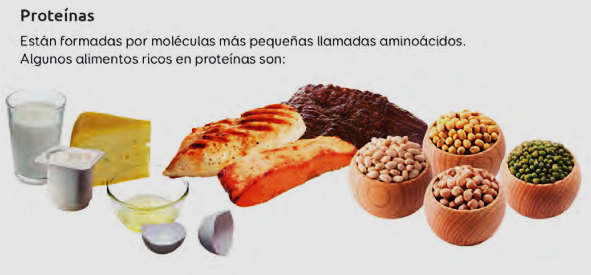 Proteínas
Están formadas por moléculas más pequeñas llamadas aminoácidos.
Algunos alimentos ricos en proteínas son: